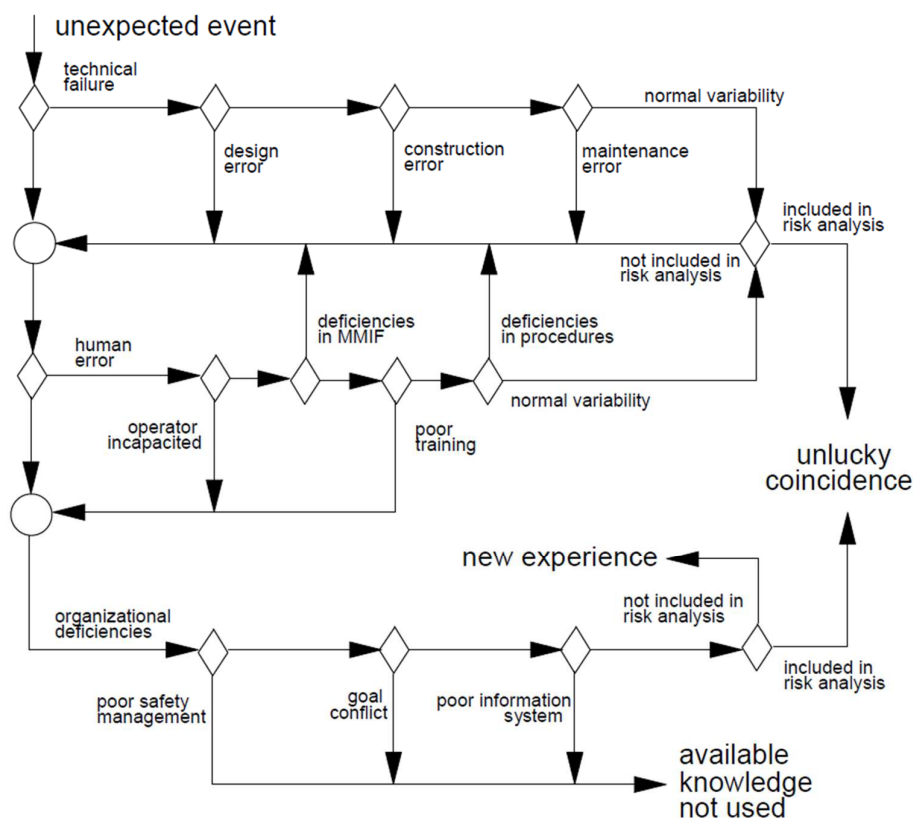 unexpected event
technical
failure
normal variability
design
error
construction
error
maintenance
error
included in
risk analysis
not included in
risk analysis
deficiencies
in MMIF
deficiencies
in procedures
human
error
normal variability
operator
incapacited
poor
training
unlucky
coincidence
new experience
organizational
deficiencies
not included in
risk analysis
included in
risk analysis
poor safety
management
goal
conflict
poor information
system
available
knowledge
not used